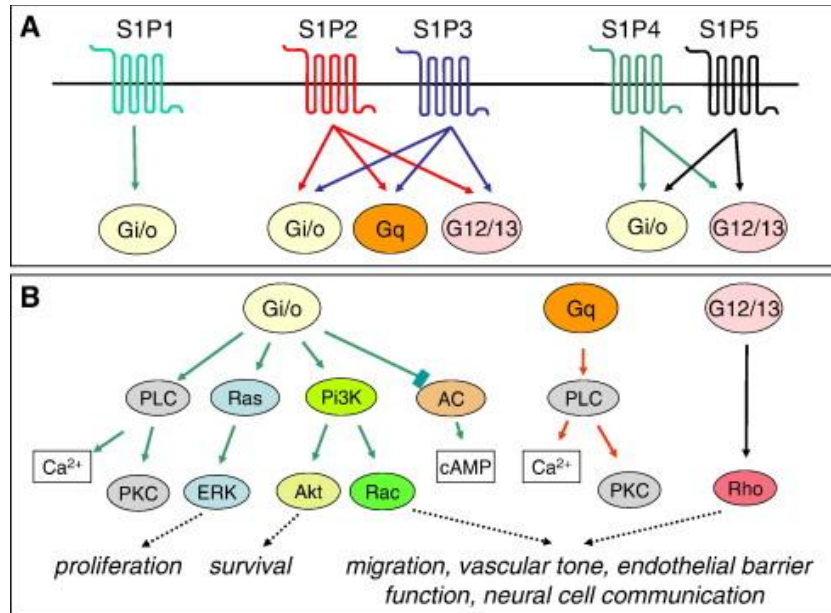 A
S1P1 S1P2 S1P3 S1P4 S1P5
Gi/o Gi/o Gq G12/13 Gi/o G12/13
B
Gi/o Gq G12/13
PLC Ras Pi3K AC PLC
Ca²⁺ cAMP Ca²⁺
PKC ERK Akt Rac PKC Rho
proliferation survival migration, vascular tone, endothelial barrier
function, neural cell communication